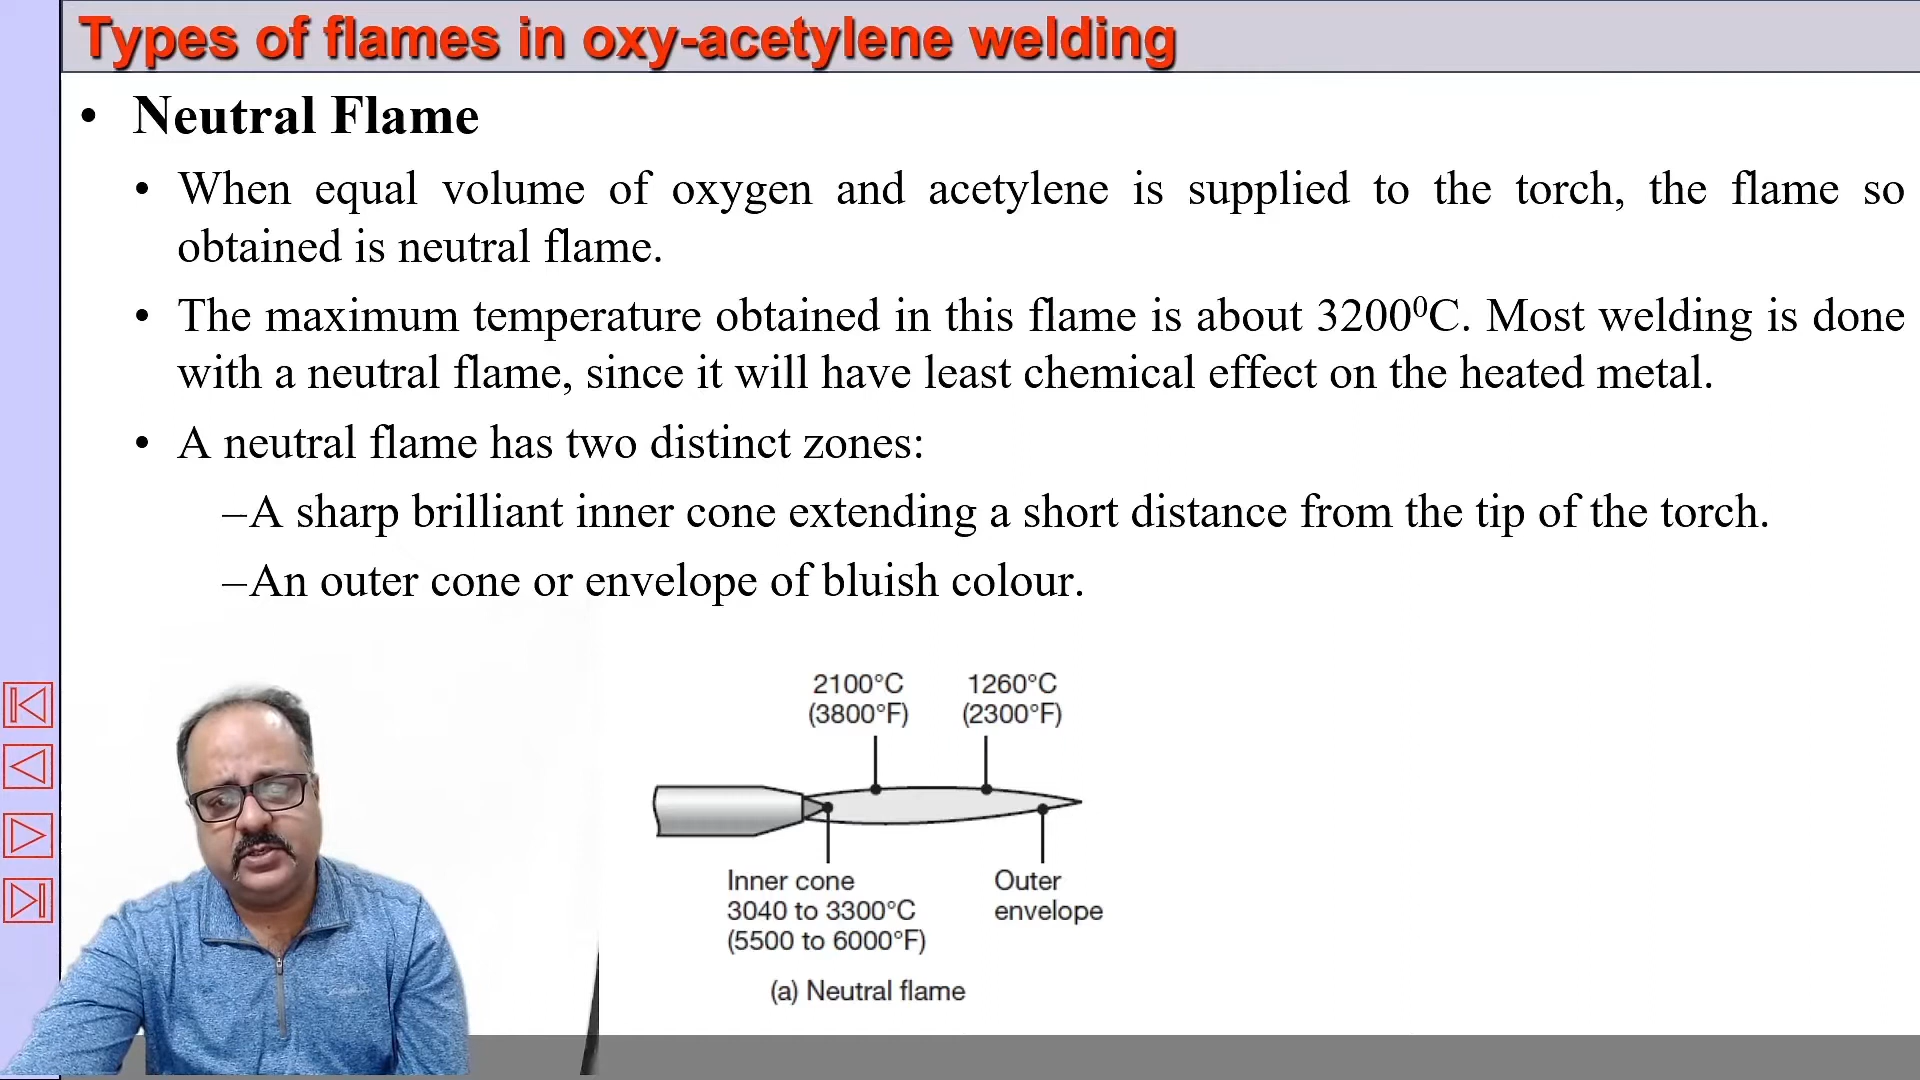 Types of flames in oxy-acetylene welding
• Neutral Flame
• When equal volume of oxygen and acetylene is supplied to the torch, the flame so
obtained is neutral flame.
• The maximum temperature obtained in this flame is about 3200⁰C. Most welding is done
with a neutral flame, since it will have least chemical effect on the heated metal.
• A neutral flame has two distinct zones:
–A sharp brilliant inner cone extending a short distance from the tip of the torch.
–An outer cone or envelope of bluish colour.
2100°C
(3800°F)
1260°C
(2300°F)
Inner cone
3040 to 3300°C
(5500 to 6000°F)
Outer
envelope
(a) Neutral flame